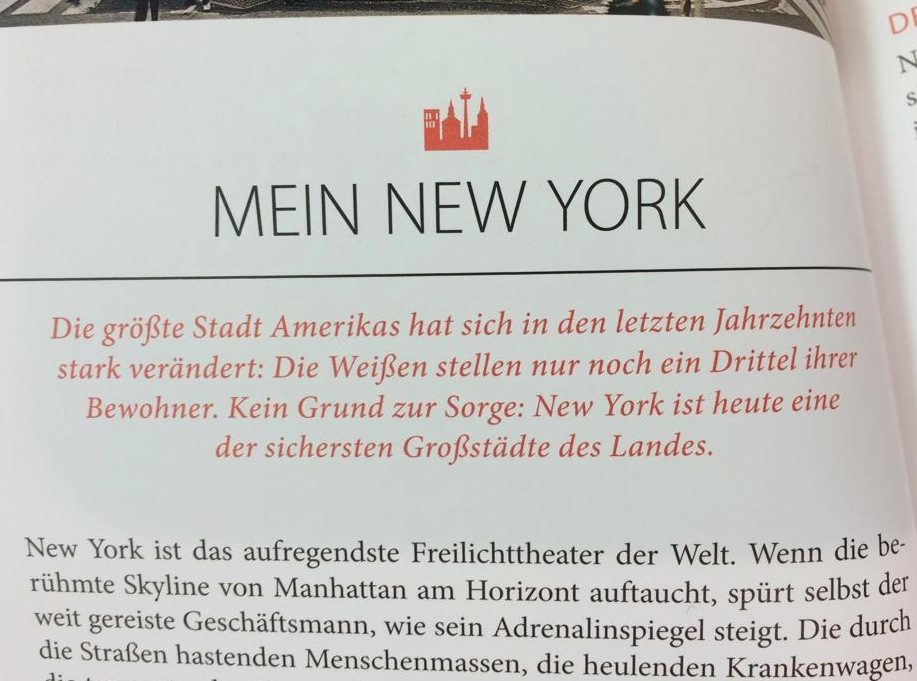 MEIN NEW YORK
Die größte Stadt Amerikas hat sich in den letzten Jahrzehnten
stark verändert: Die Weißen stellen nur noch ein Drittel ihrer
Bewohner. Kein Grund zur Sorge: New York ist heute eine
der sichersten Großstädte des Landes.
New York ist das aufregendste Freilichttheater der Welt. Wenn die be-
rühmte Skyline von Manhattan am Horizont auftaucht, spürt selbst der
weit gereiste Geschäftsmann, wie sein Adrenalinspiegel steigt. Die durch
die Straßen hastenden Menschenmassen, die heulenden Krankenwagen,